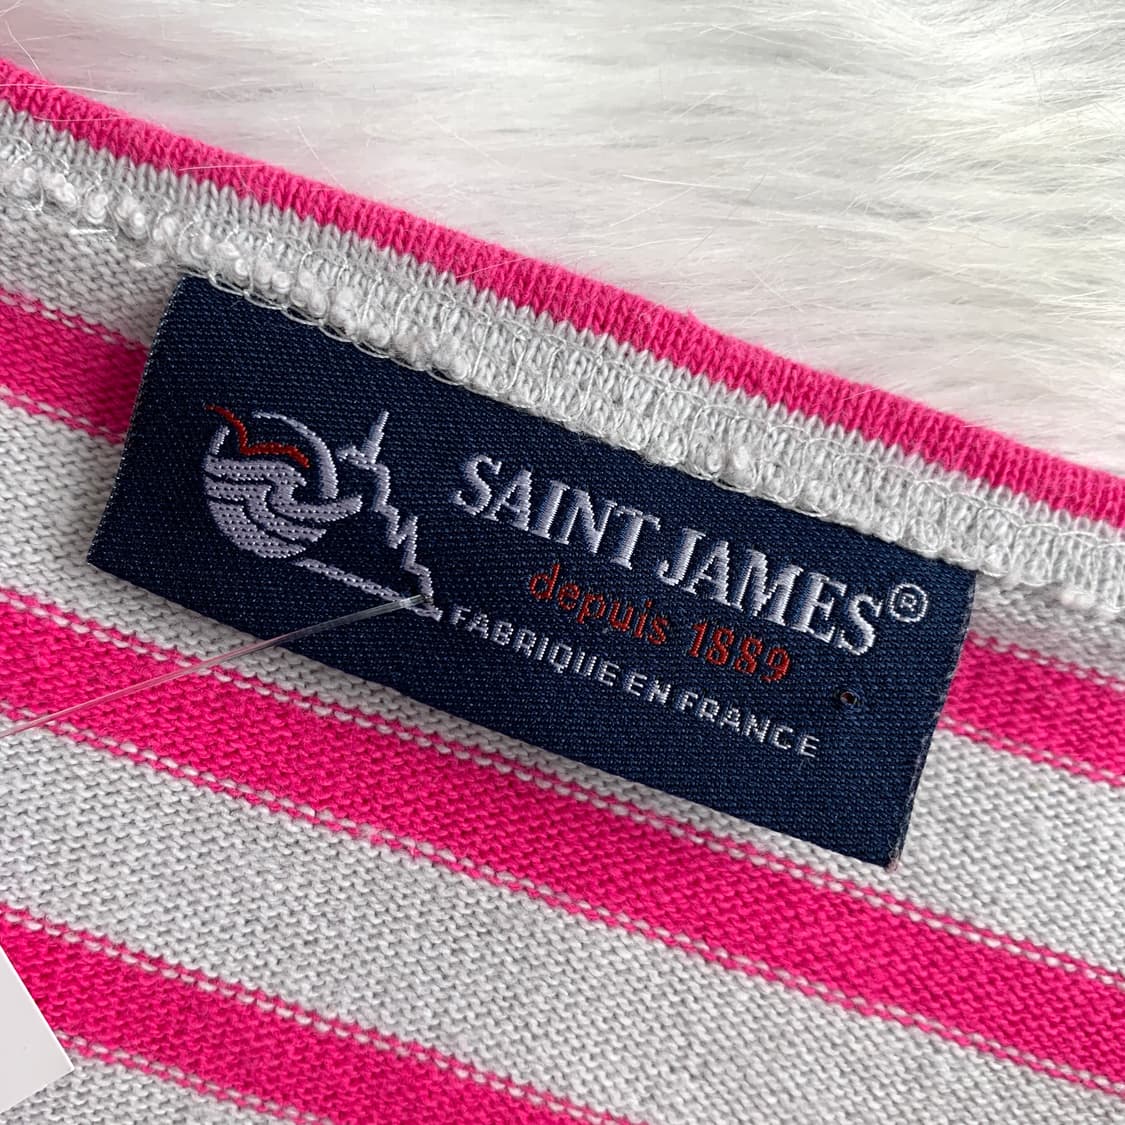 SAINT JAMES®
depuis 1889
FABRIQUE EN FRANCE